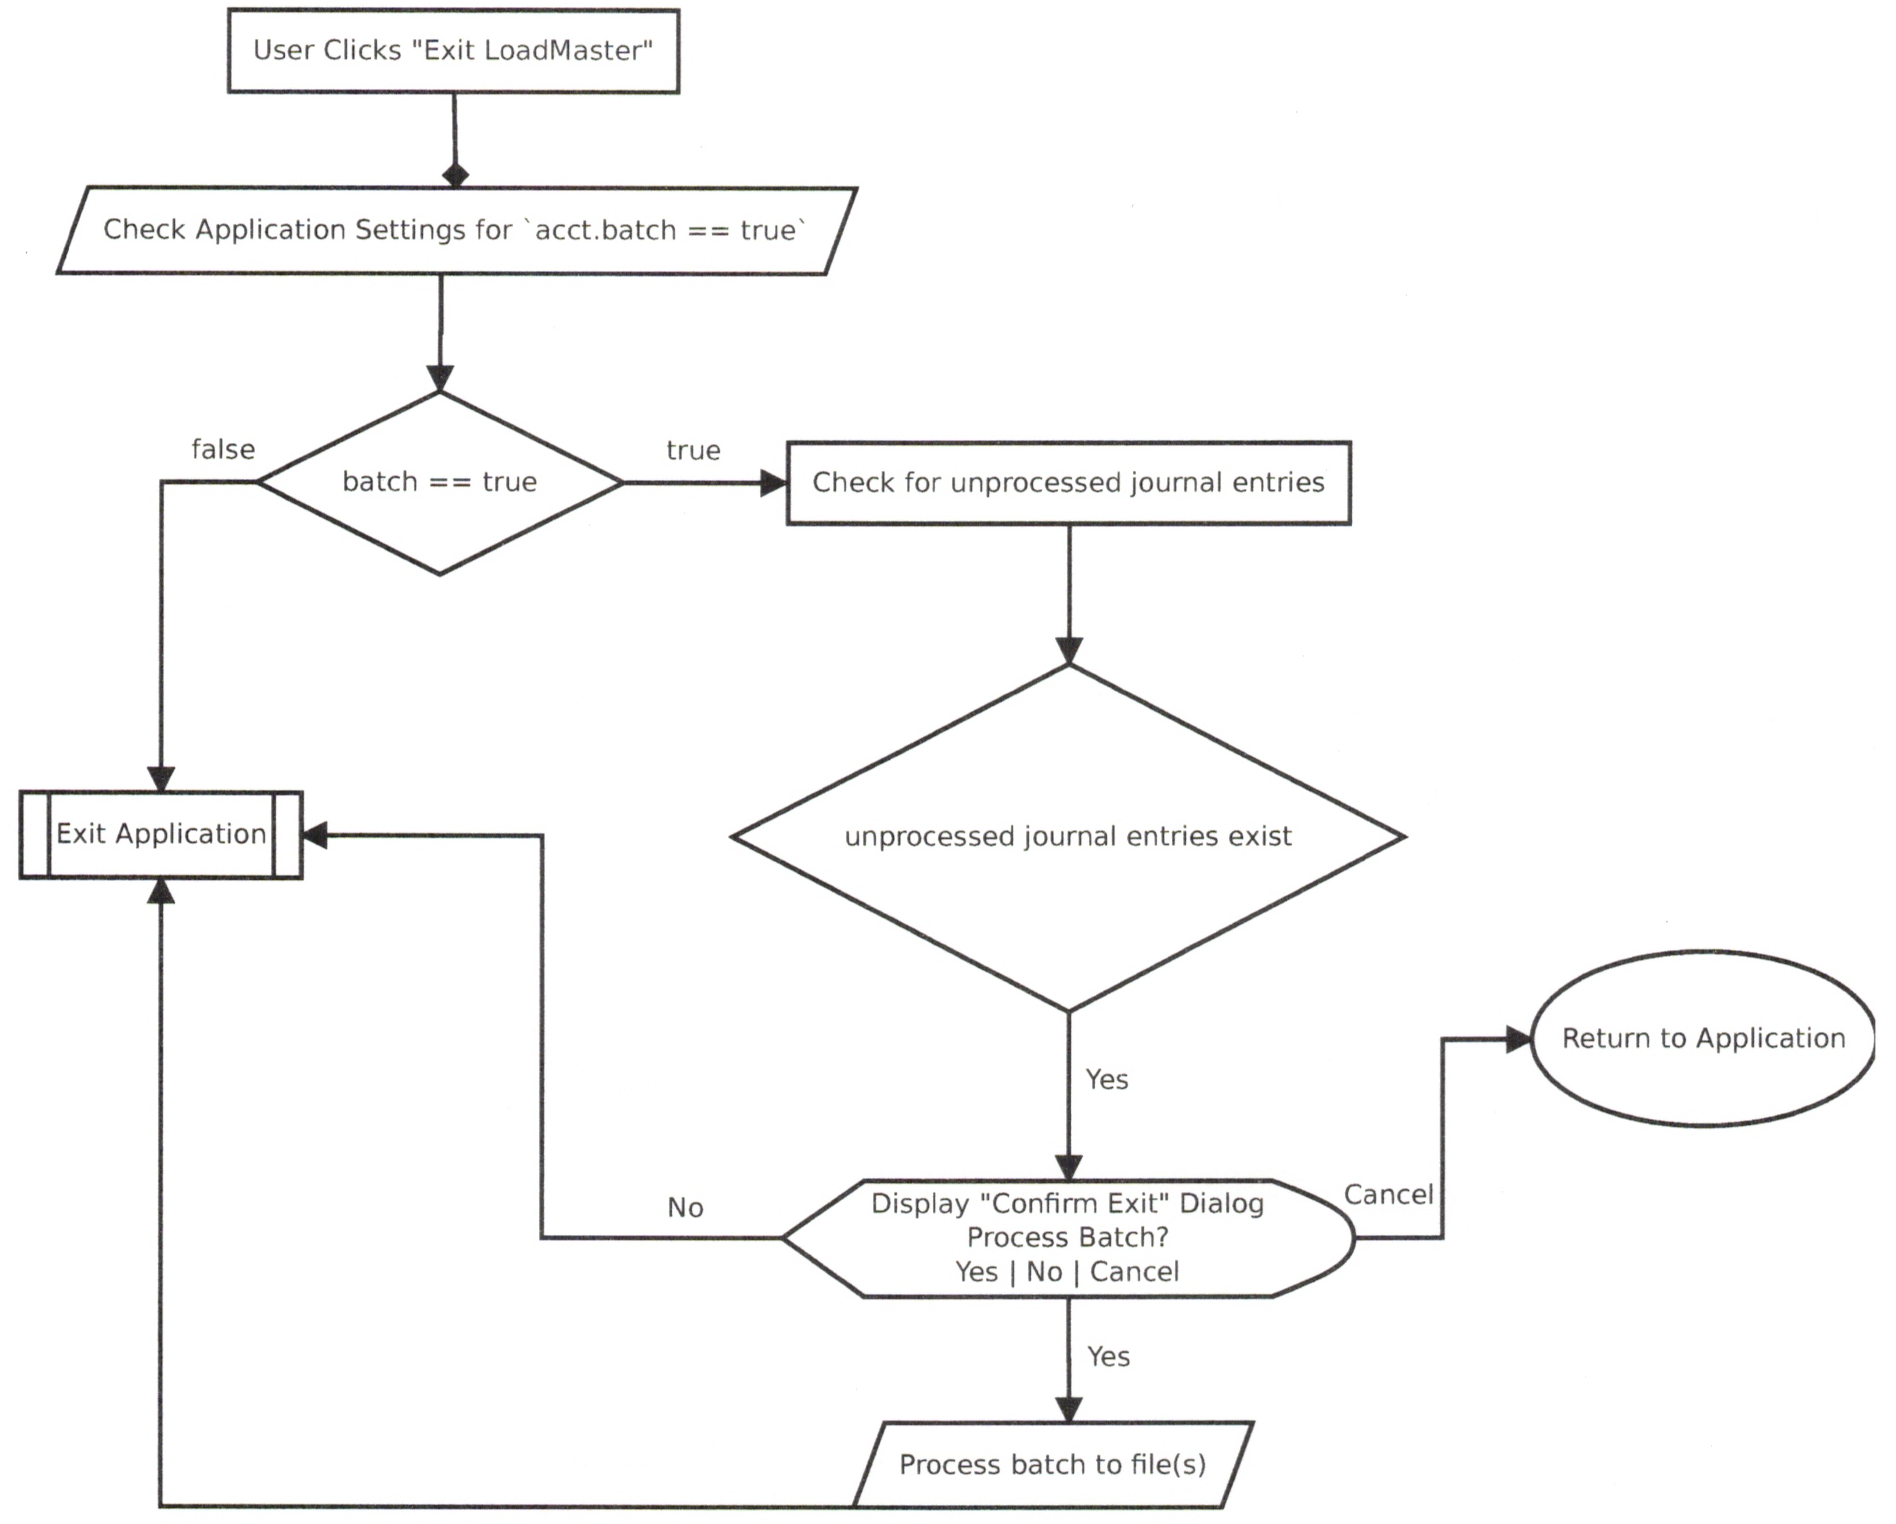 User Clicks "Exit LoadMaster"
Check Application Settings for `acct.batch == true`
false
true
batch == true
Check for unprocessed journal entries
Exit Application
unprocessed journal entries exist
Return to Application
Yes
Cancel
No
Display "Confirm Exit" Dialog
Process Batch?
Yes | No | Cancel
Yes
Process batch to file(s)